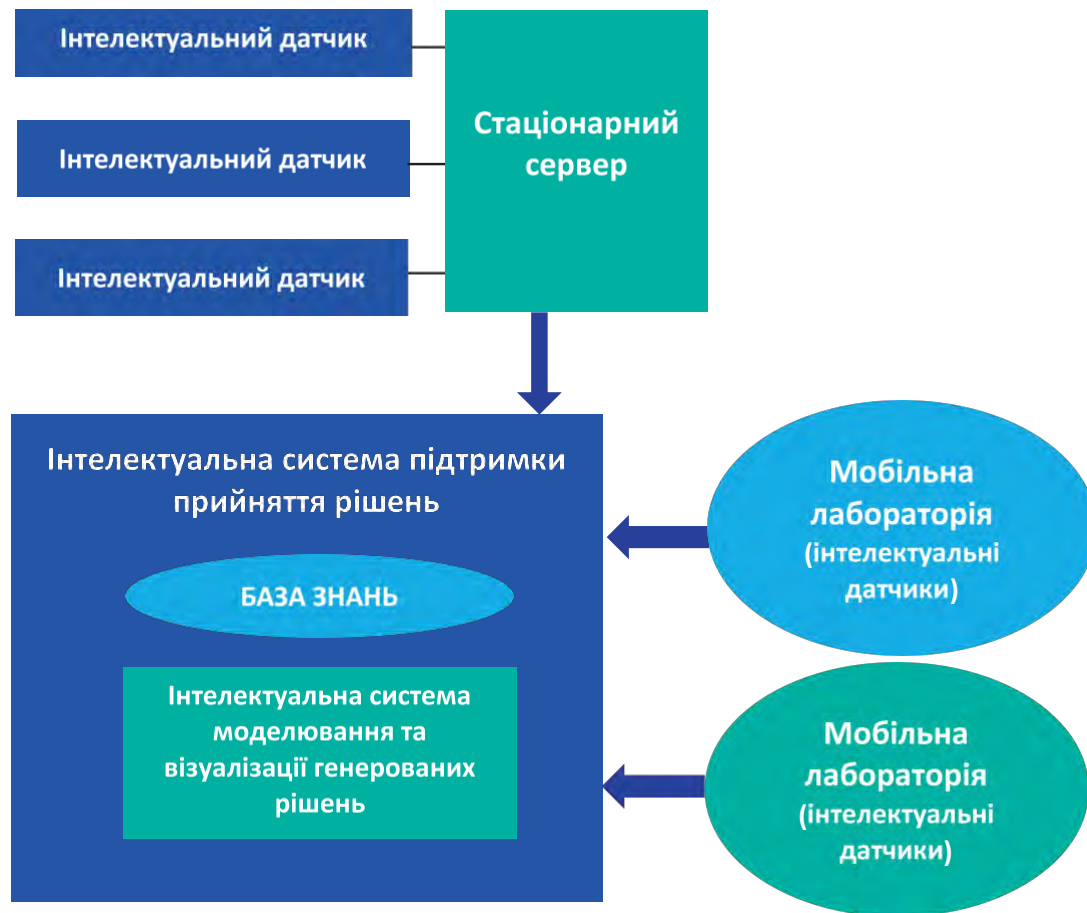 Інтелектуальний датчик
Інтелектуальний датчик
Інтелектуальний датчик
Стаціонарний
сервер
Інтелектуальна система підтримки
прийняття рішень
БАЗА ЗНАНЬ
Інтелектуальна система
моделювання та
візуалізації генерованих
рішень
Мобільна
лабораторія
(інтелектуальні
датчики)
Мобільна
лабораторія
(інтелектуальні
датчики)